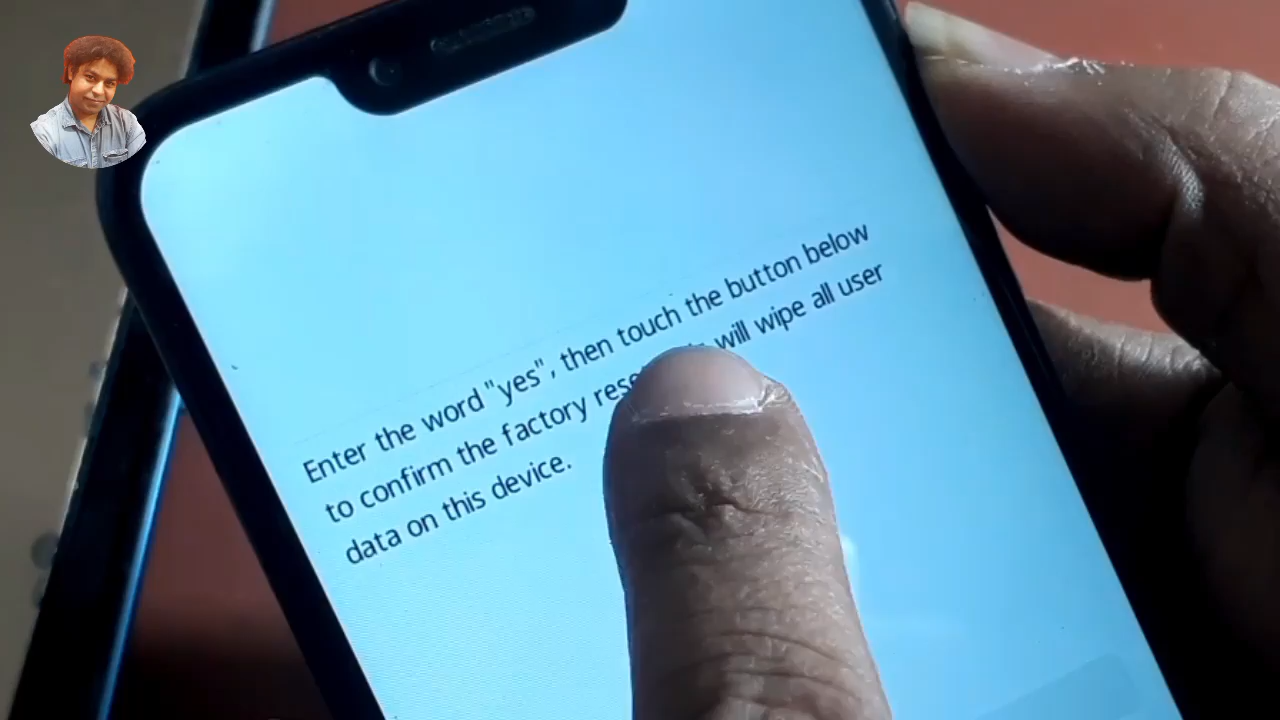 Enter the word "yes", then touch the button below
to confirm the factory will wipe all user
data on this device.